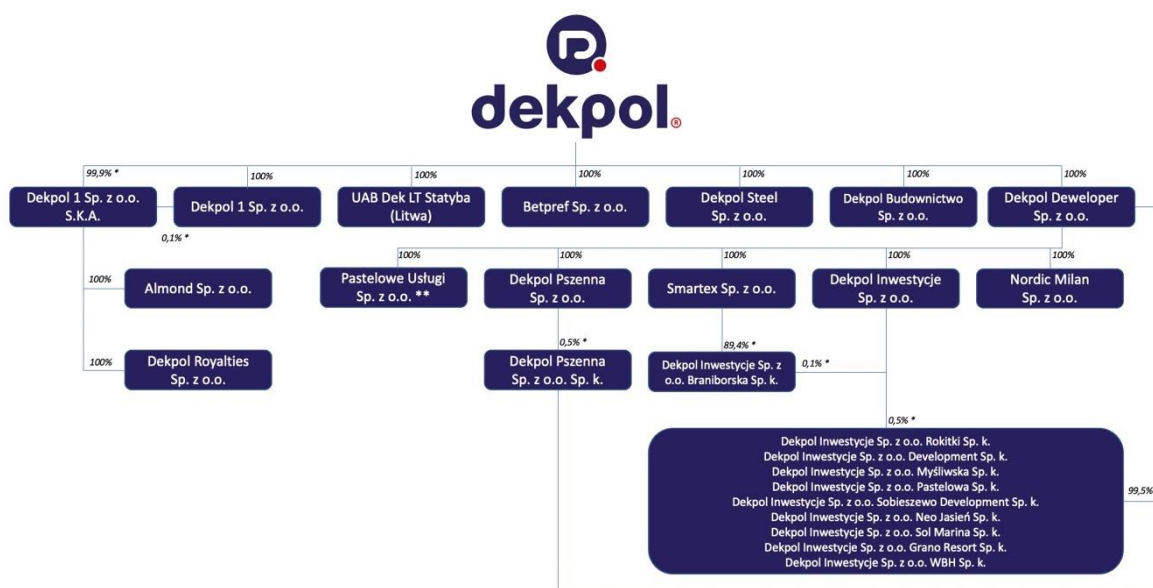 dekpol®
99,9% *
100%
100%
100%
100%
100%
100%
Dekpol 1 Sp. z o.o.
S.K.A.
Dekpol 1 Sp. z o.o.
UAB Dek LT Statyba
(Litwa)
Betpref Sp. z o.o.
Dekpol Steel
Sp. z o.o.
Dekpol Budownictwo
Sp. z o.o.
Dekpol Deweloper
Sp. z o.o.
0,1% *
100%
100%
100%
100%
100%
100%
Almond Sp. z o.o.
Pastelowe Usługi
Sp. z o.o. **
Dekpol Pszenna
Sp. z o.o.
Smartex Sp. z o.o.
Dekpol Inwestycje
Sp. z o.o.
Nordic Milan
Sp. z o.o.
100%
Dekpol Royalties
Sp. z o.o.
0,5% *
Dekpol Pszenna
Sp. z o.o. Sp. k.
89,4% *
Dekpol Inwestycje Sp. z
o.o. Braniborska Sp. k.
0,1% *
0,5% *
Dekpol Inwestycje Sp. z o.o. Rokitki Sp. k.
Dekpol Inwestycje Sp. z o.o. Development Sp. k.
Dekpol Inwestycje Sp. z o.o. Myśliwska Sp. k.
Dekpol Inwestycje Sp. z o.o. Pastelowa Sp. k.
Dekpol Inwestycje Sp. z o.o. Sobieszewo Development Sp. k.
Dekpol Inwestycje Sp. z o.o. Neo Jasień Sp. k.
Dekpol Inwestycje Sp. z o.o. Sol Marina Sp. k.
Dekpol Inwestycje Sp. z o.o. Grano Resort Sp. k.
Dekpol Inwestycje Sp. z o.o. WBH Sp. k.
99,5%